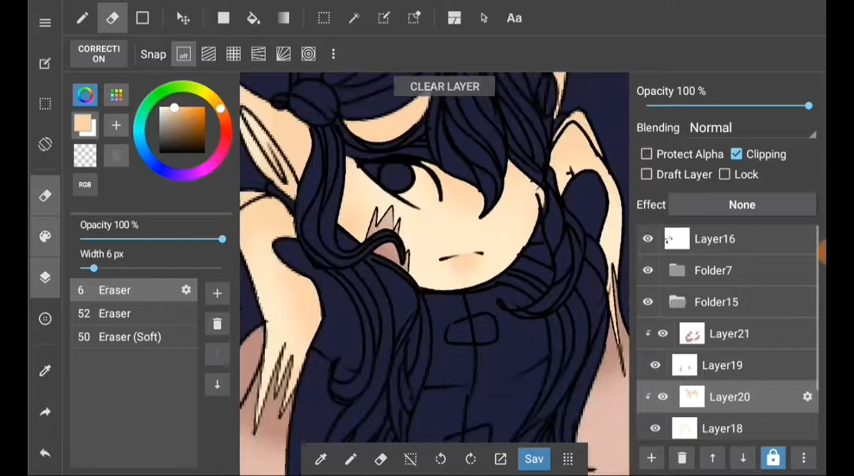 Aa
CORRECTI
ON
Snap
off
CLEAR LAYER
RGB
Opacity 100 %
Width 6 px
6 Eraser
52 Eraser
50 Eraser (Soft)
Sav
Opacity 100 %
Blending Normal
Protect Alpha Clipping
Draft Layer Lock
Effect None
Layer16
Folder7
Folder15
Layer21
Layer19
Layer20
Layer18